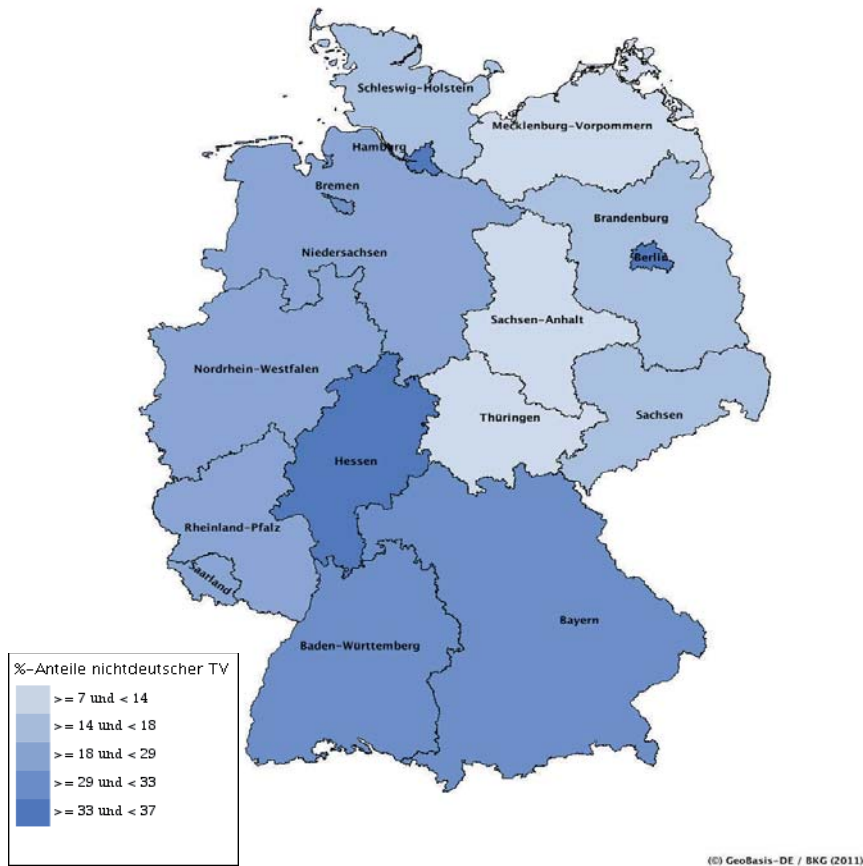 Schleswig-Holstein
Mecklenburg-Vorpommern
Hamburg
Bremen
Brandenburg
Niedersachsen
Berlin
Sachsen-Anhalt
Nordrhein-Westfalen
Thüringen
Sachsen
Hessen
Rheinland-Pfalz
Saarland
Bayern
Baden-Württemberg
%-Anteile nichtdeutscher TV
>= 7 und < 14
>= 14 und < 18
>= 18 und < 29
>= 29 und < 33
>= 33 und < 37
(C) GeoBasis-DE / BKG (2011)